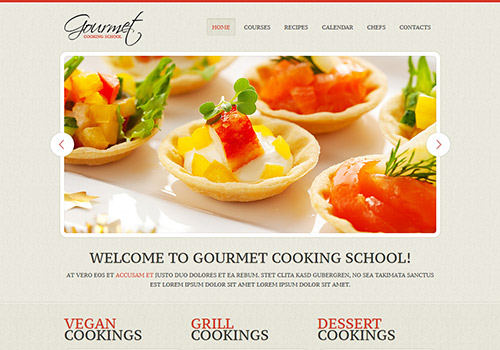 Gourmet
COOKING SCHOOL
HOME COURSES RECIPES CALENDAR CHEFS CONTACTS
WELCOME TO GOURMET COOKING SCHOOL!
AT VERO EOS ET ACCUSAM ET JUSTO DUO DOLORES ET EA REBUM. STET CLITA KASD GUBERGREN, NO SEA TAKIMATA SANCTUS
EST LOREM IPSUM DOLOR SIT AMET LOREM IPSUM DOLOR SIT AMET.
VEGAN
COOKINGS
GRILL
COOKINGS
DESSERT
COOKINGS